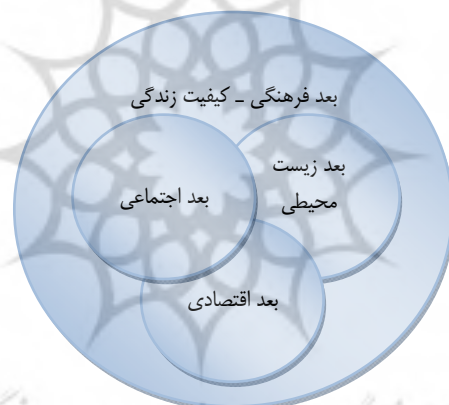 بعد فرهنگی - کیفیت زندگی
بعد زیست
محیطی
بعد اجتماعی
بعد اقتصادی